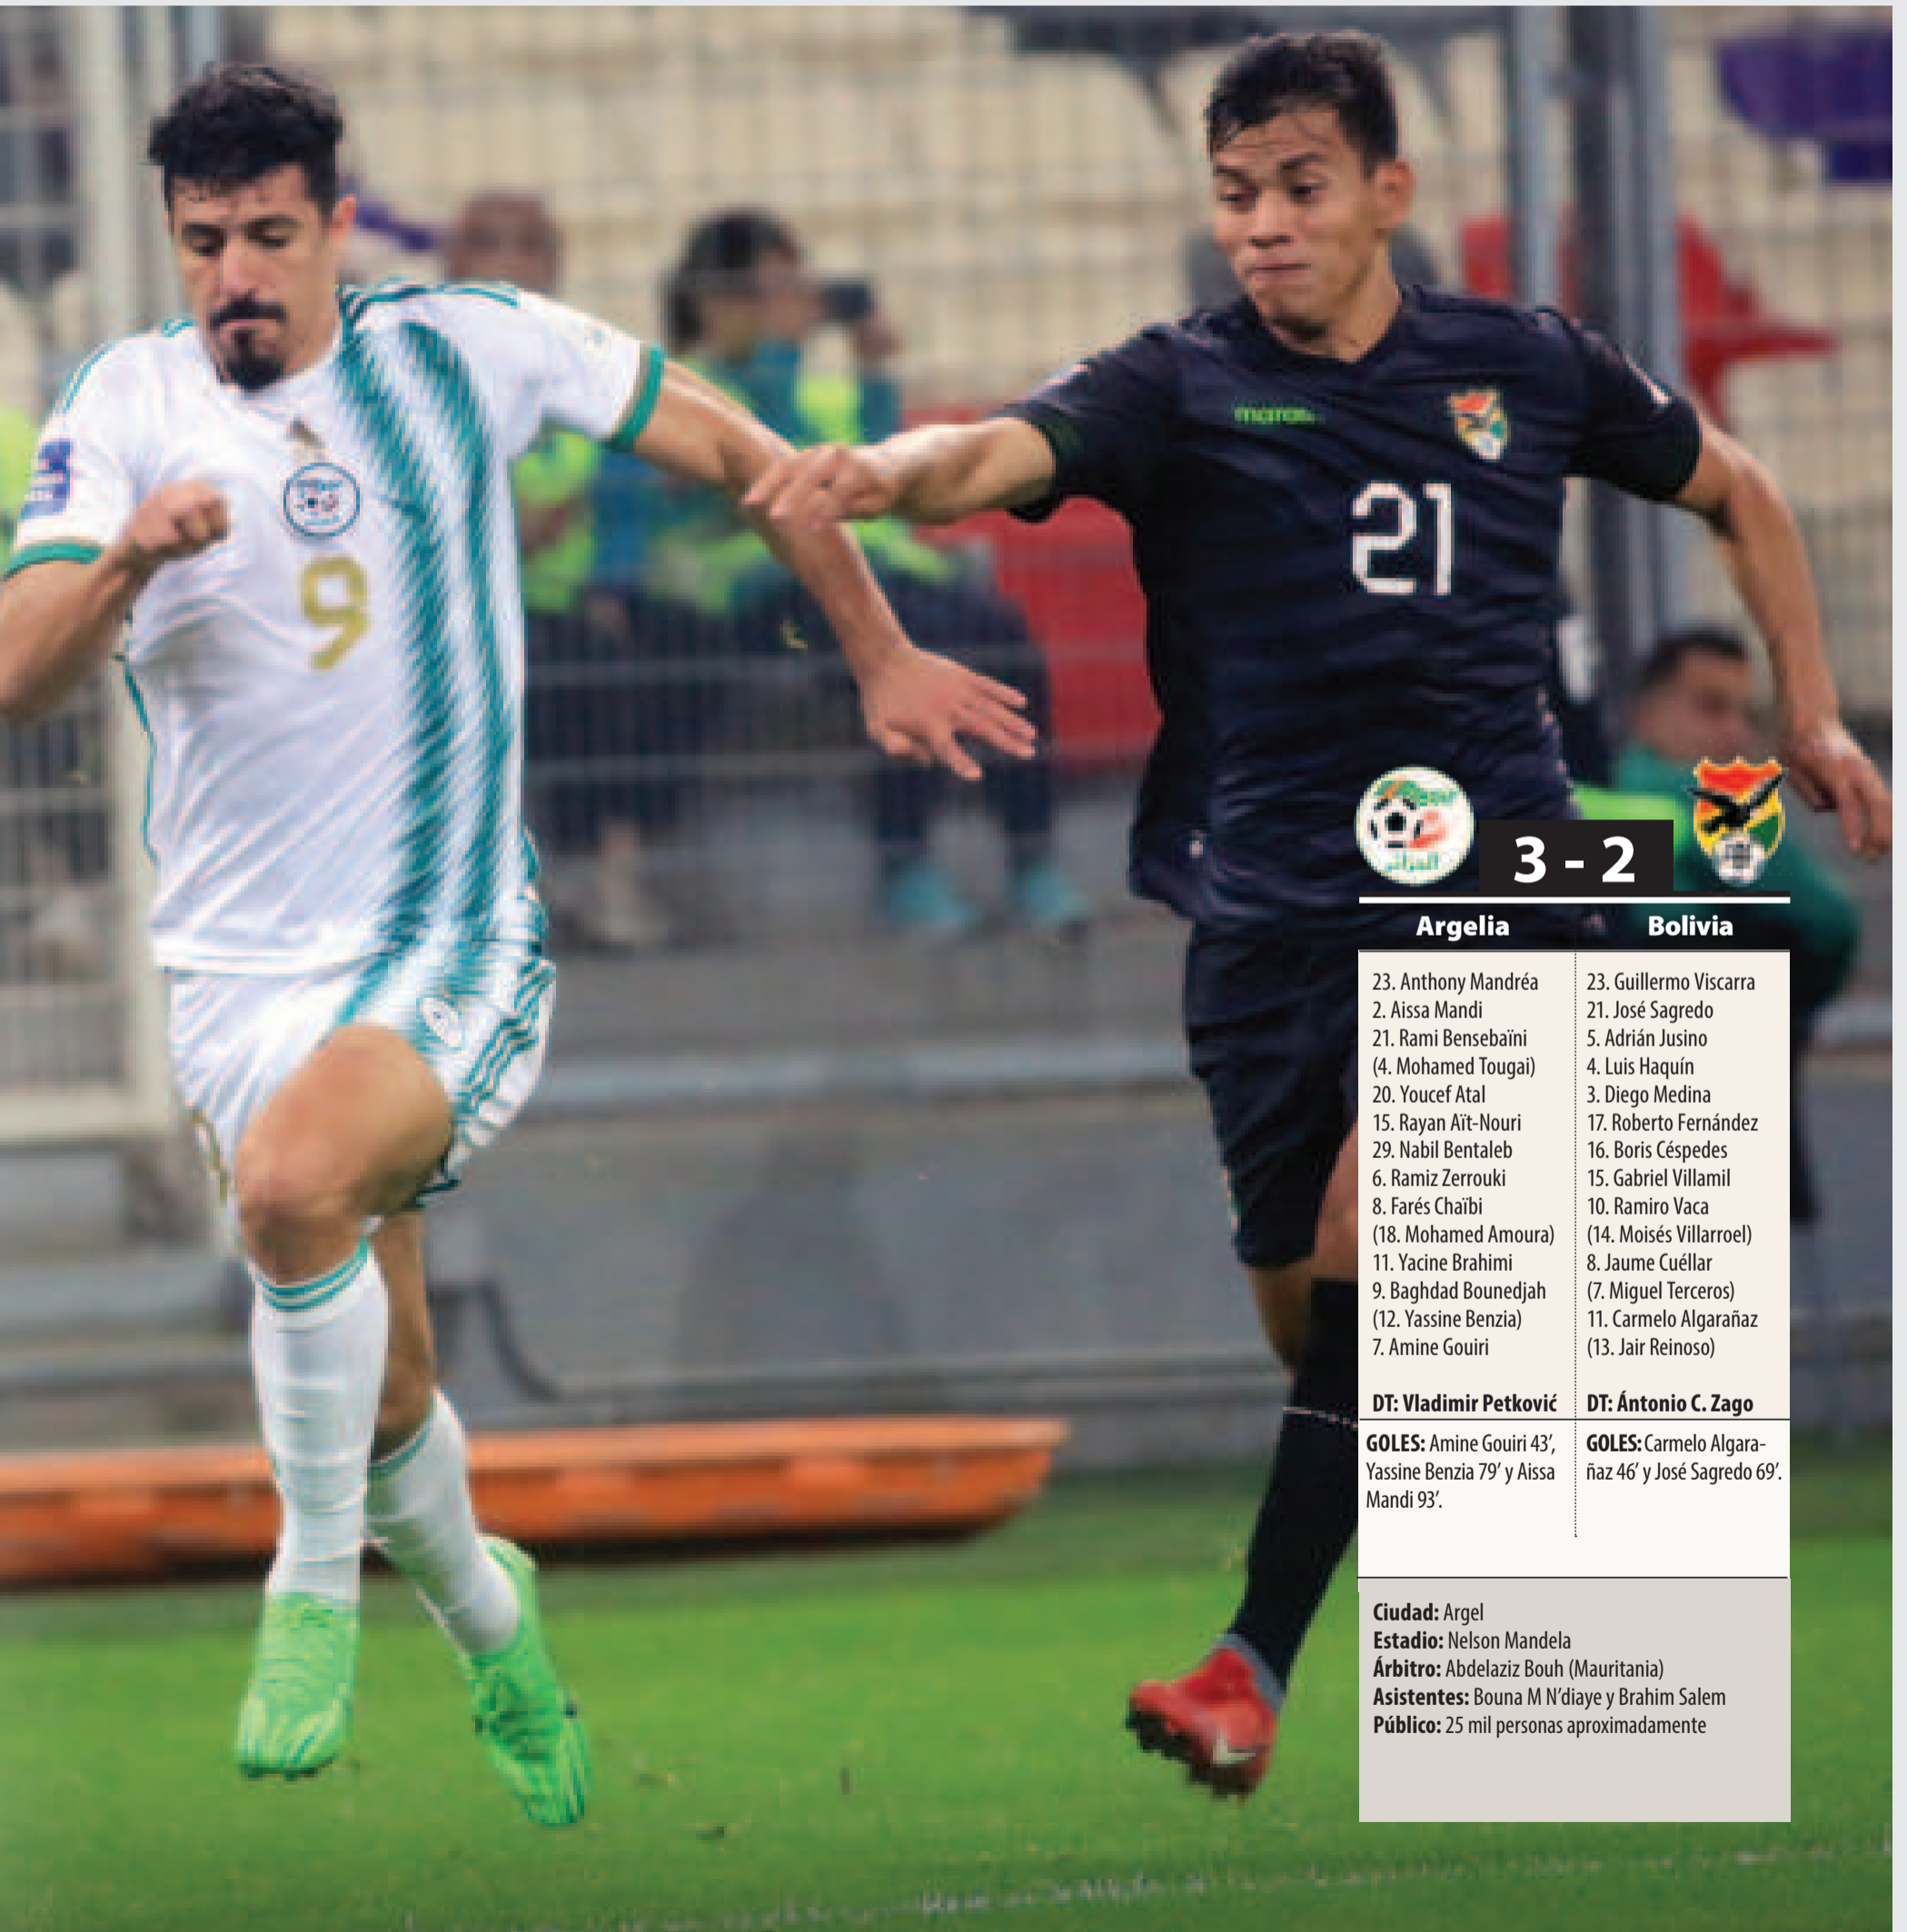 9
marathon
21
3 - 2
Argelia
Bolivia
23. Anthony Mandréa
2. Aissa Mandi
21. Rami Bensebaïni
(4. Mohamed Tougai)
20. Youcef Atal
15. Rayan Aït-Nouri
29. Nabil Bentaleb
6. Ramiz Zerrouki
8. Farés Chaïbi
(18. Mohamed Amoura)
11. Yacine Brahimi
9. Baghdad Bounedjah
(12. Yassine Benzia)
7. Amine Gouiri
DT: Vladimir Petković
GOLES: Amine Gouiri 43’,
Yassine Benzia 79’ y Aissa
Mandi 93’.
23. Guillermo Viscarra
21. José Sagredo
5. Adrián Jusino
4. Luis Haquín
3. Diego Medina
17. Roberto Fernández
16. Boris Céspedes
15. Gabriel Villamil
10. Ramiro Vaca
(14. Moisés Villarroel)
8. Jaume Cuéllar
(7. Miguel Terceros)
11. Carmelo Algarañaz
(13. Jair Reinoso)
DT: Ántonio C. Zago
GOLES: Carmelo Algara-
ñaz 46’ y José Sagredo 69’.
Ciudad: Argel
Estadio: Nelson Mandela
Árbitro: Abdelaziz Bouh (Mauritania)
Asistentes: Bouna M N’diaye y Brahim Salem
Público: 25 mil personas aproximadamente